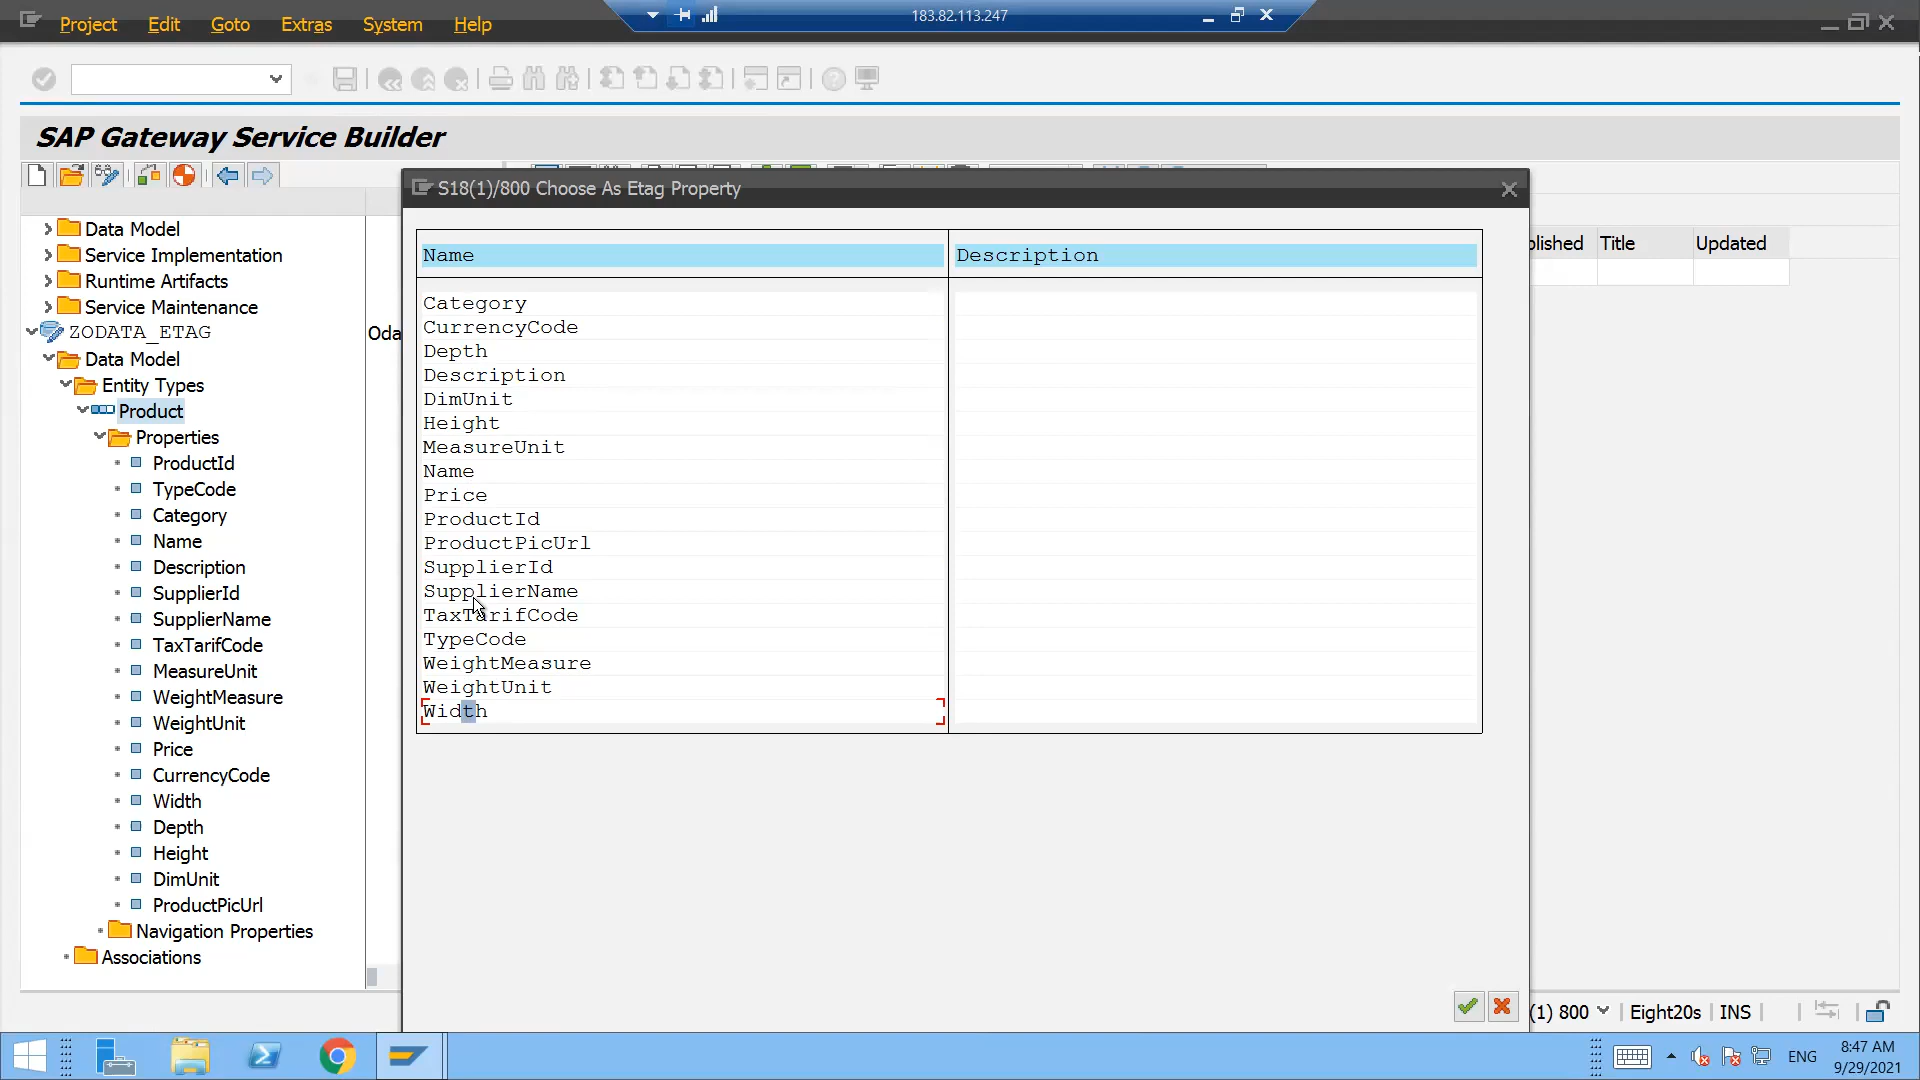 Project Edit Goto Extras System Help
183.82.113.247
SAP Gateway Service Builder
S18(1)/800 Choose As Etag Property
Name Description
Category
CurrencyCode
Depth
Description
DimUnit
Height
MeasureUnit
Name
Price
ProductId
ProductPicUrl
SupplierId
SupplierName
TaxTarifCode
TypeCode
WeightMeasure
WeightUnit
Width
Data Model
Service Implementation
Runtime Artifacts
Service Maintenance
ZODATA_ETAG Oda
Data Model
Entity Types
Product
Properties
ProductId
TypeCode
Category
Name
Description
SupplierId
SupplierName
TaxTarifCode
MeasureUnit
WeightMeasure
WeightUnit
Price
CurrencyCode
Width
Depth
Height
DimUnit
ProductPicUrl
Navigation Properties
Associations
blished Title Updated
(1) 800 Eight20s INS
ENG
8:47 AM
9/29/2021